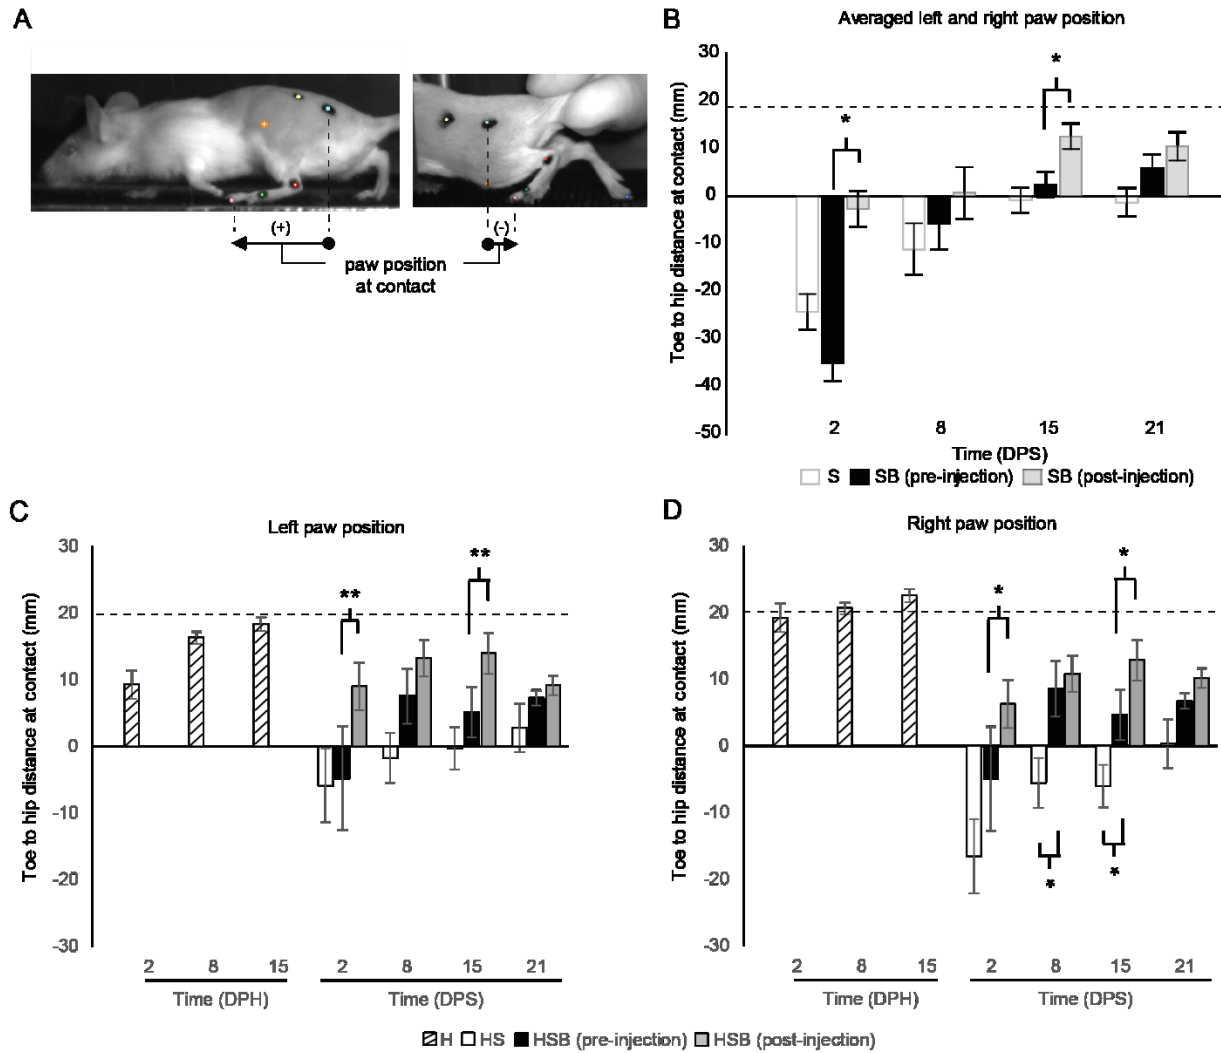 A
(+)
(-)
paw position
at contact
B
Averaged left and right paw position
Toe to hip distance at contact (mm)
30
20
10
0
-10
-20
-30
-40
-50
*
*
2 8 15 21
Time (DPS)
S SB (pre-injection) SB (post-injection)
C
Left paw position
Toe to hip distance at contact (mm)
30
20
10
0
-10
-20
-30
**
**
2 8 15 2 8 15 21
Time (DPH) Time (DPS)
D
Right paw position
Toe to hip distance at contact (mm)
30
20
10
0
-10
-20
-30
*
*
*
*
2 8 15 2 8 15 21
Time (DPH) Time (DPS)
H HS HSB (pre-injection) HSB (post-injection)